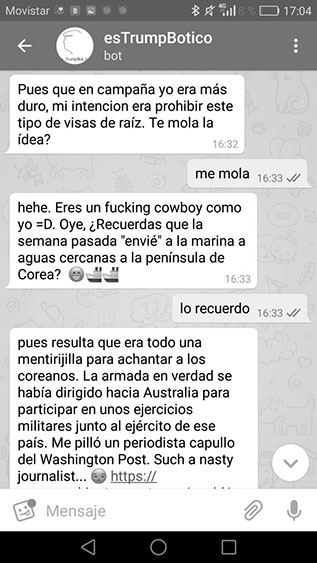 Movistar 8 % 17:04
esTrumpBotico
bot
Pues que en campaña yo era más
duro, mi intencion era prohibir este
tipo de visas de raíz. Te mola la
ídea?
16:32
me mola
16:33
hehe. Eres un fucking cowboy como
yo =D. Oye, ¿Recuerdas que la
semana pasada "envié" a la marina a
aguas cercanas a la península de
Corea? 😁🚢🚢
16:33
lo recuerdo
16:33
pues resulta que era todo una
mentirijilla para achantar a los
coreanos. La armada en verdad se
había dirigido hacia Australia para
participar en unos ejercicios
militares junto al ejército de ese
país. Me pilló un periodista capullo
del Washington Post. Such a nasty
journalist... 😔 https://
Mensaje